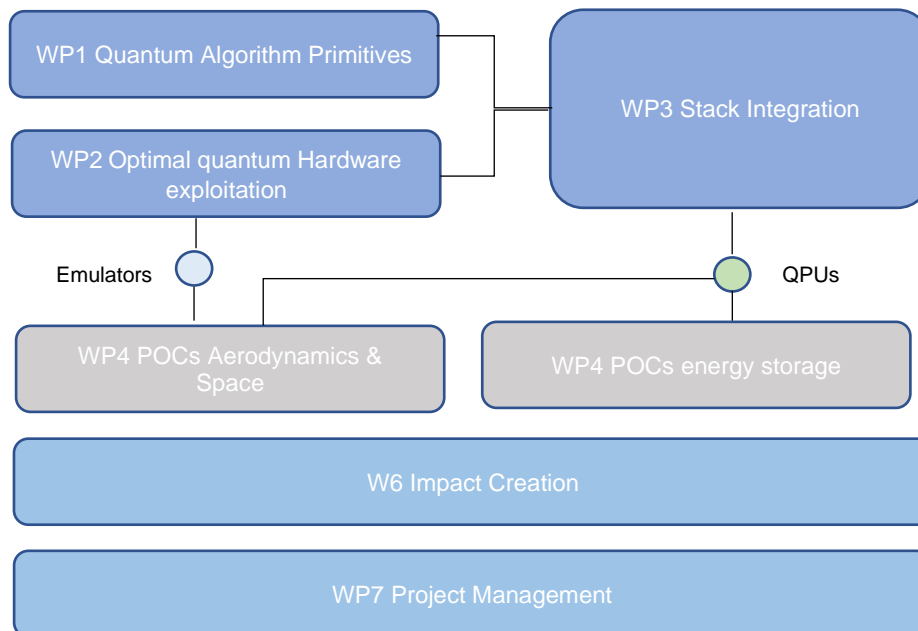 WP1 Quantum Algorithm Primitives
WP3 Stack Integration
WP2 Optimal quantum Hardware
exploitation
Emulators
QPUs
WP4 POCs Aerodynamics &
Space
WP4 POCs energy storage
W6 Impact Creation
WP7 Project Management